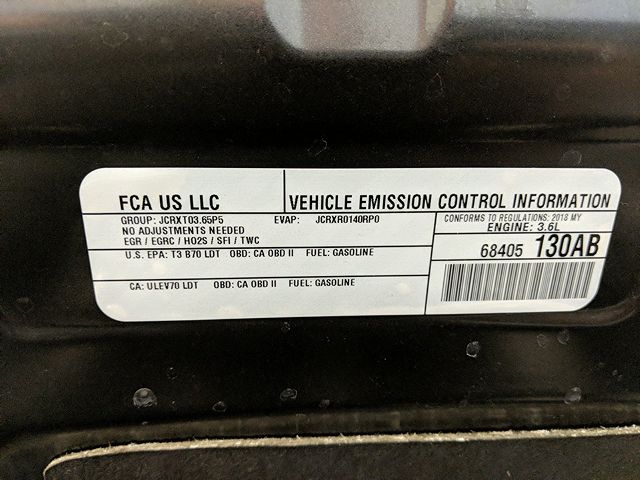 FCA US LLC
VEHICLE EMISSION CONTROL INFORMATION
GROUP: JCRXT03.65P5 EVAP: JCRXR0140RP0
NO ADJUSTMENTS NEEDED
EGR / EGRC / HO2S / SFI / TWC
CONFORMS TO REGULATIONS: 2018 MY
ENGINE: 3.6L
U.S. EPA: T3 B70 LDT OBD: CA OBD II FUEL: GASOLINE
68405 130AB
CA: ULEV70 LDT OBD: CA OBD II FUEL: GASOLINE